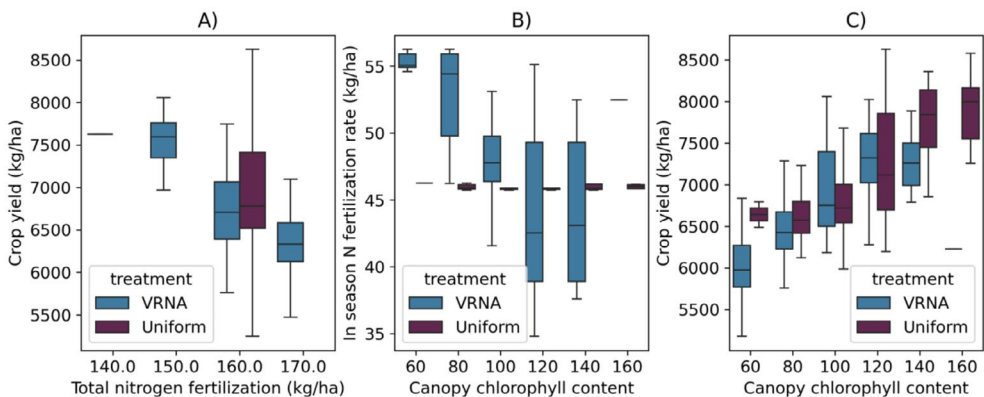 A)
Crop yield (kg/ha)
8500
8000
7500
7000
6500
6000
5500
treatment
VRNA
Uniform
140.0 150.0 160.0 170.0
Total nitrogen fertilization (kg/ha)
B)
In season N fertilization rate (kg/ha)
55
50
45
40
35
treatment
VRNA
Uniform
60 80 100 120 140 160
Canopy chlorophyll content
C)
Crop yield (kg/ha)
8500
8000
7500
7000
6500
6000
5500
treatment
VRNA
Uniform
60 80 100 120 140 160
Canopy chlorophyll content